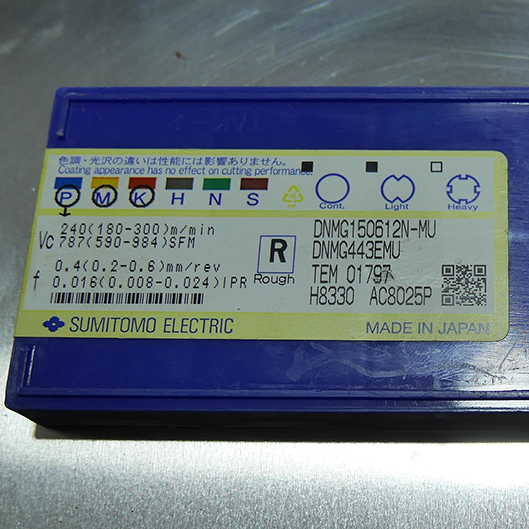 色調・光沢の違いは性能には影響ありません。
Coating appearance has no effect on cutting performance.
P M K H N S
Cont. Light Heavy
Vc 240(180-300)m/min
787(590-984)SFM
f 0.4(0.2-0.6)mm/rev
0.016(0.008-0.024)IPR
R
Rough
DNMG150612N-MU
DNMG443EMU
TEM 01797
H8330 AC8025P
SUMITOMO ELECTRIC
MADE IN JAPAN